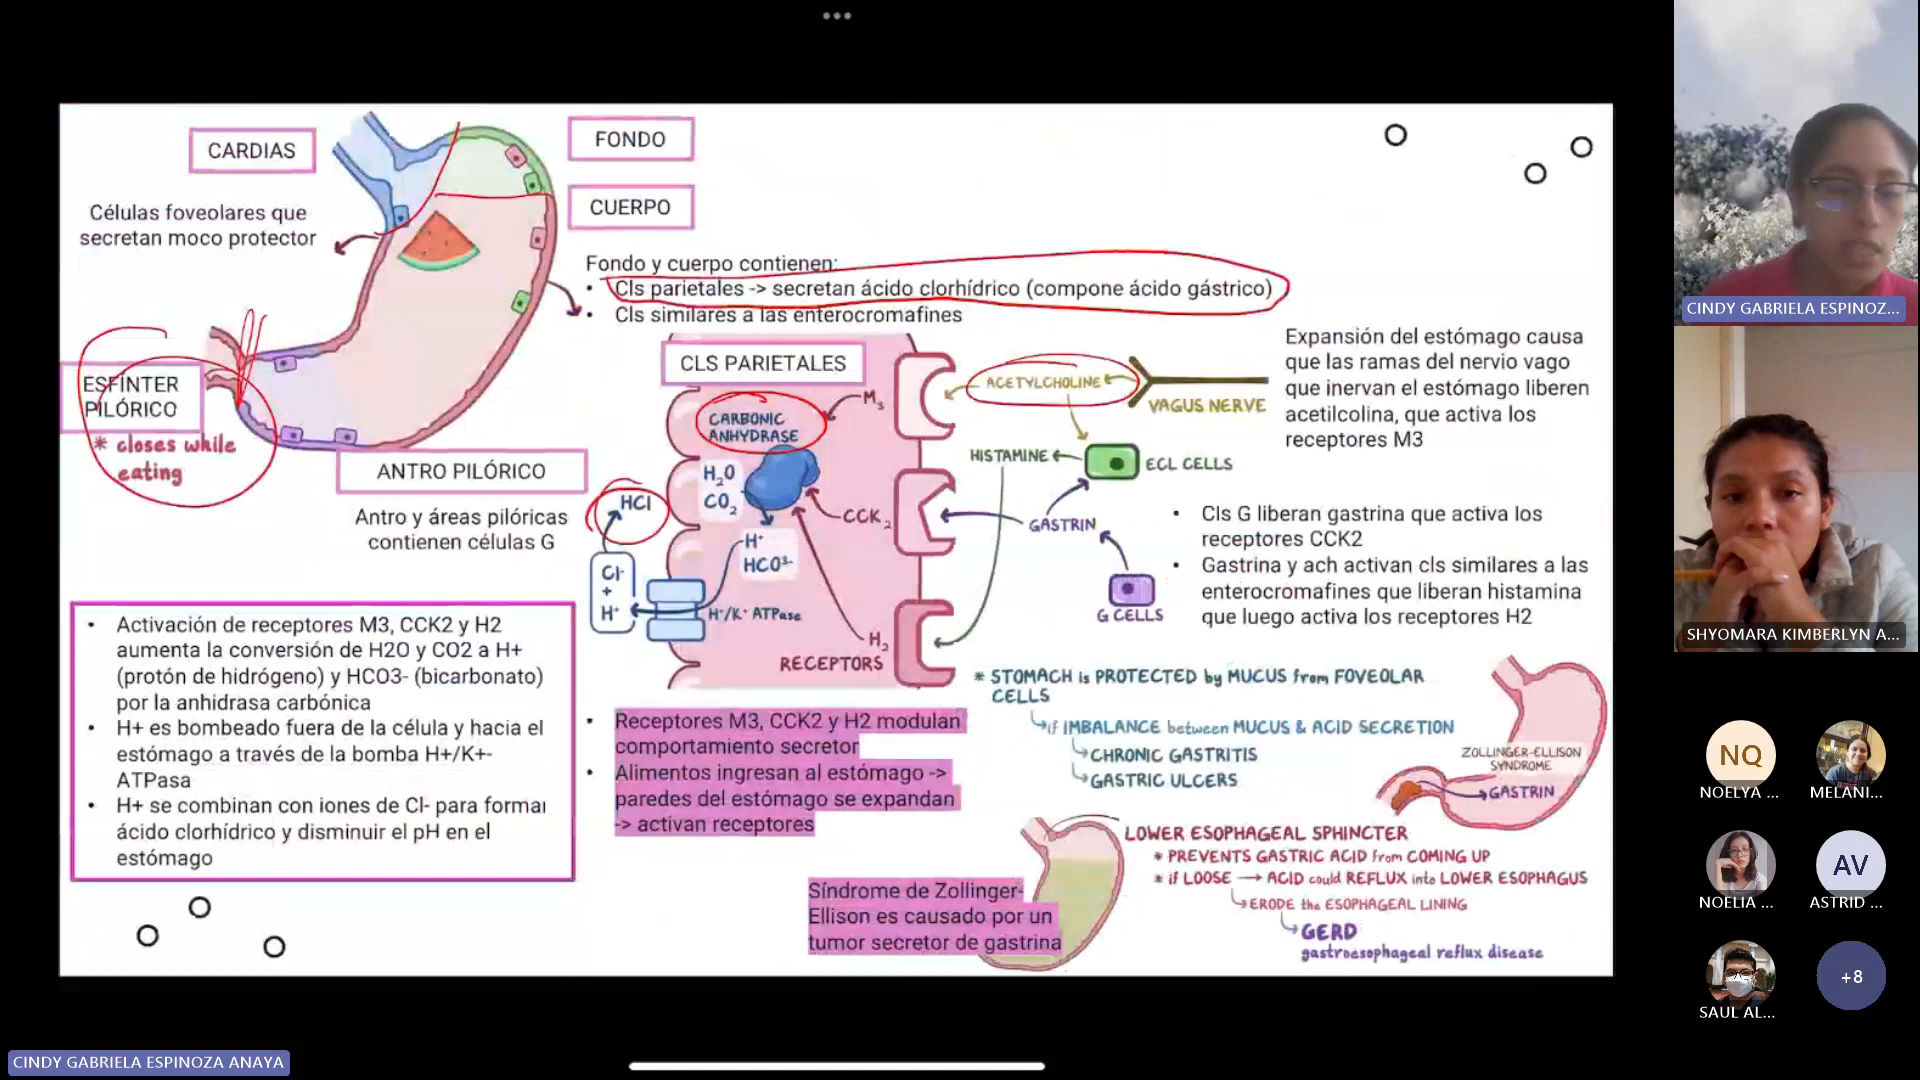 CARDIAS
FONDO
CUERPO
Células foveolares que
secretan moco protector
Fondo y cuerpo contienen:
• Cls parietales -> secretan ácido clorhídrico (compone ácido gástrico)
• Cls similares a las enterocromafines
ESFÍNTER
PILÓRICO
* closes while
eating
ANTRO PILÓRICO
Antro y áreas pilóricas
contienen células G
CLS PARIETALES
CARBONIC
ANHYDRASE
H2O
CO2
H+
HCO3-
HCl
Cl-
+
H+
H+/K+ ATPase
M3
CCK2
H2
RECEPTORS
ACETYLCHOLINE
VAGUS NERVE
HISTAMINE
ECL CELLS
GASTRIN
G CELLS
Expansión del estómago causa
que las ramas del nervio vago
que inervan el estómago liberen
acetilcolina, que activa los
receptores M3
• Cls G liberan gastrina que activa los
receptores CCK2
• Gastrina y ach activan cls similares a las
enterocromafines que liberan histamina
que luego activa los receptores H2
• Activación de receptores M3, CCK2 y H2
aumenta la conversión de H2O y CO2 a H+
(protón de hidrógeno) y HCO3- (bicarbonato)
por la anhidrasa carbónica
• H+ es bombeado fuera de la célula y hacia el
estómago a través de la bomba H+/K+-
ATPasa
• H+ se combinan con iones de Cl- para formar
ácido clorhídrico y disminuir el pH en el
estómago
• Receptores M3, CCK2 y H2 modulan
comportamiento secretor
• Alimentos ingresan al estómago ->
paredes del estómago se expandan
-> activan receptores
* STOMACH is PROTECTED by MUCUS from FOVEOLAR
CELLS
if IMBALANCE between MUCUS & ACID SECRETION
CHRONIC GASTRITIS
GASTRIC ULCERS
ZOLLINGER-ELLISON
SYNDROME
GASTRIN
Síndrome de Zollinger-
Ellison es causado por un
tumor secretor de gastrina
LOWER ESOPHAGEAL SPHINCTER
* PREVENTS GASTRIC ACID from COMING UP
* if LOOSE → ACID could REFLUX into LOWER ESOPHAGUS
ERODE the ESOPHAGEAL LINING
GERD
gastroesophageal reflux disease
CINDY GABRIELA ESPINOZ...
SHYOMARA KIMBERLYN A...
NQ
NOELYA ...
MELANI...
NOELIA ...
AV
ASTRID ...
SAUL AL...
+8
CINDY GABRIELA ESPINOZA ANAYA